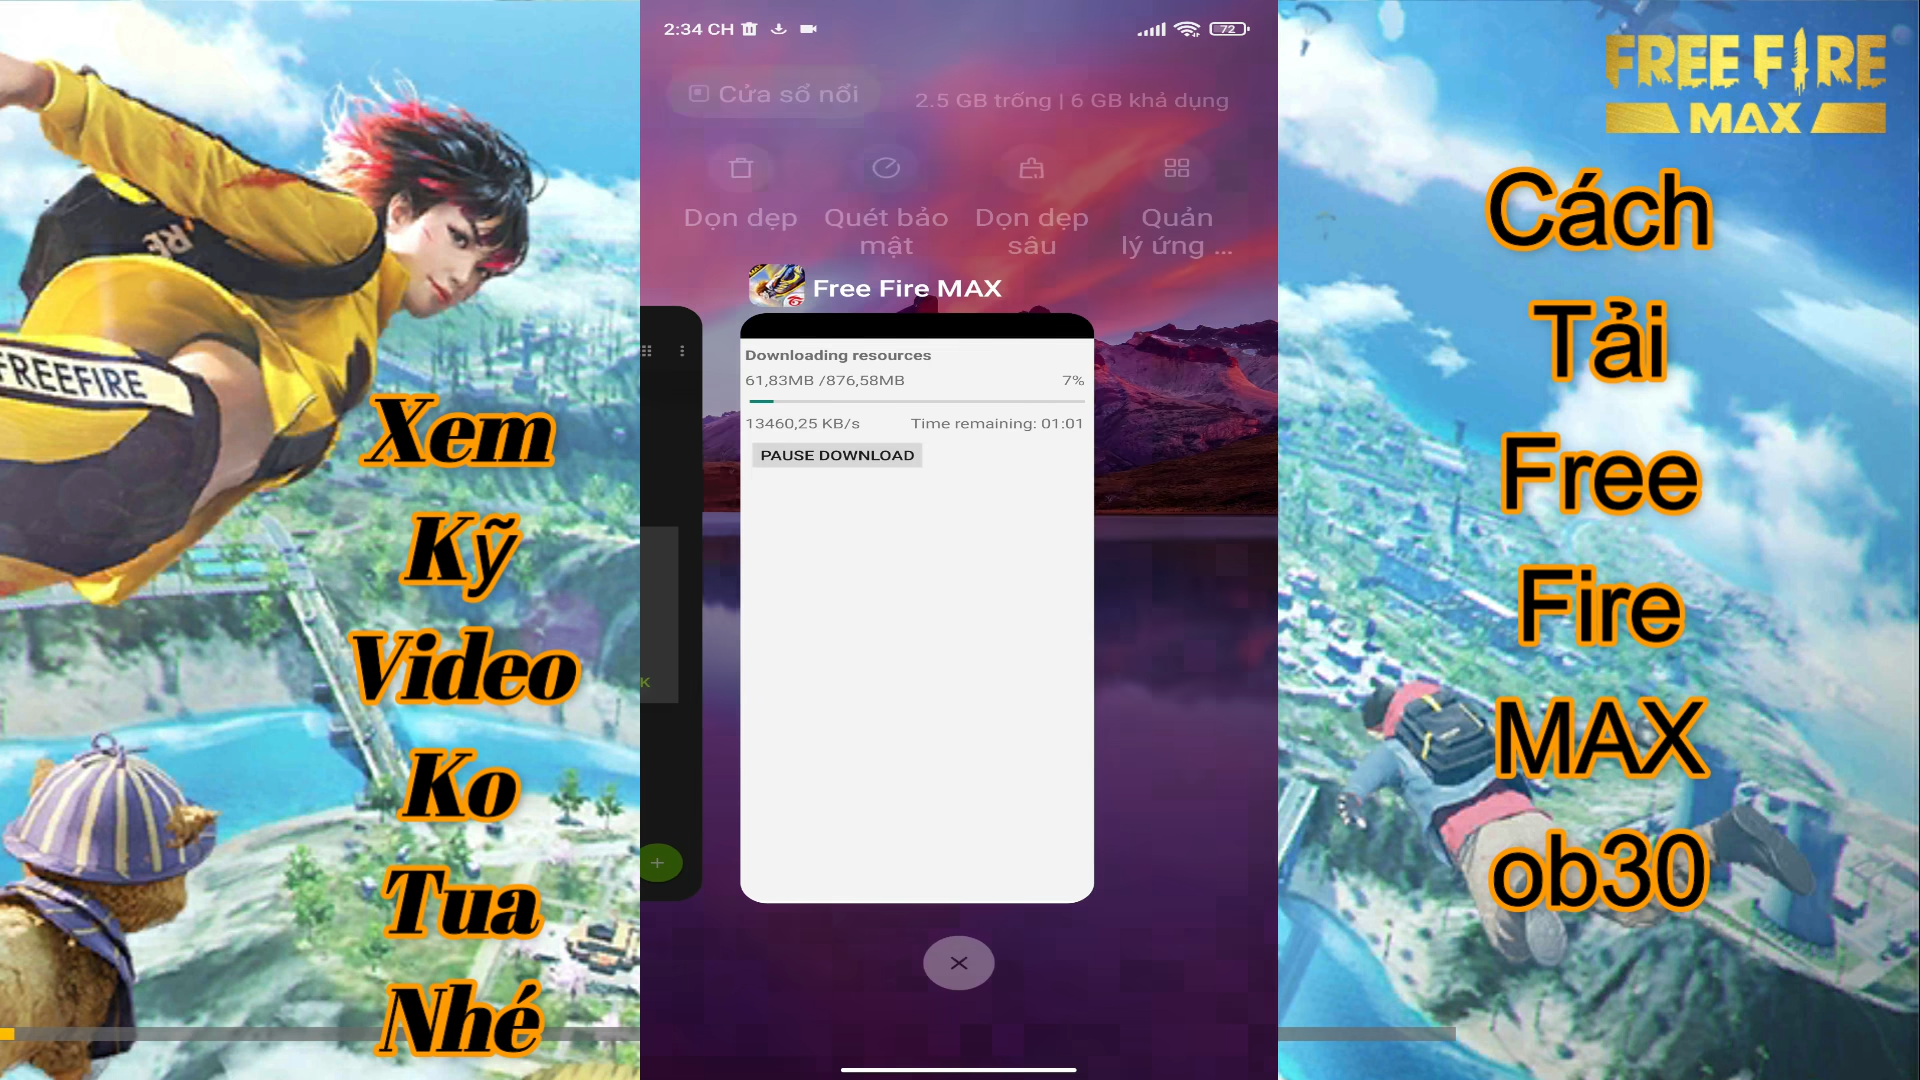 FREEFIRE
Xem
Kỹ
Video
Ko
Tua
Nhé
2:34 CH
72
Cửa sổ nổi
2.5 GB trống | 6 GB khả dụng
Dọn dẹp
Quét bảo
mật
Dọn dẹp
sâu
Quản
lý ứng ...
Free Fire MAX
Downloading resources
61,83MB /876,58MB
7%
13460,25 KB/s
Time remaining: 01:01
PAUSE DOWNLOAD
K
FREE FIRE
MAX
Cách
Tải
Free
Fire
MAX
ob30